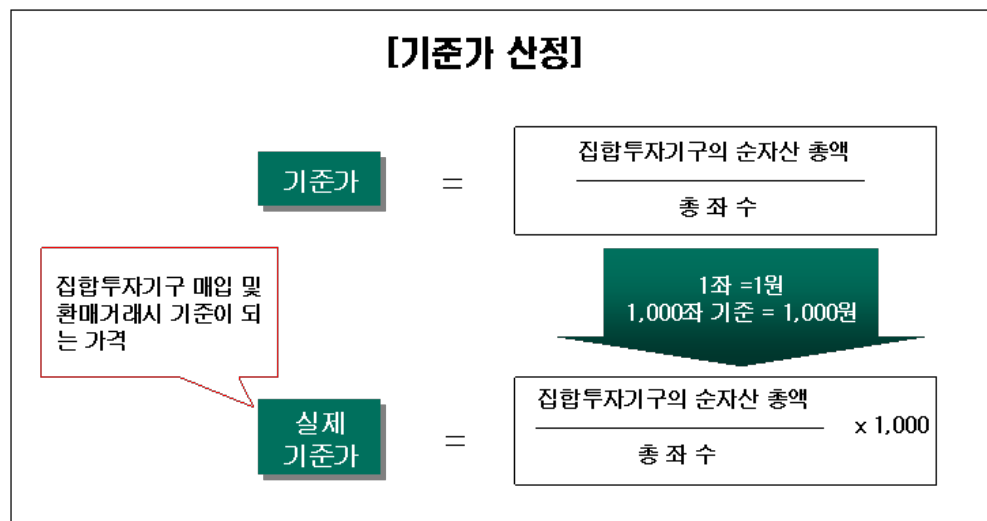 [기준가 산정]
기준가
=
집합투자기구의 순자산 총액
총 좌 수
집합투자기구 매입 및
환매거래시 기준이 되
는 가격
1좌 =1원
1,000좌 기준 = 1,000원
실제
기준가
=
집합투자기구의 순자산 총액
총 좌 수
x 1,000